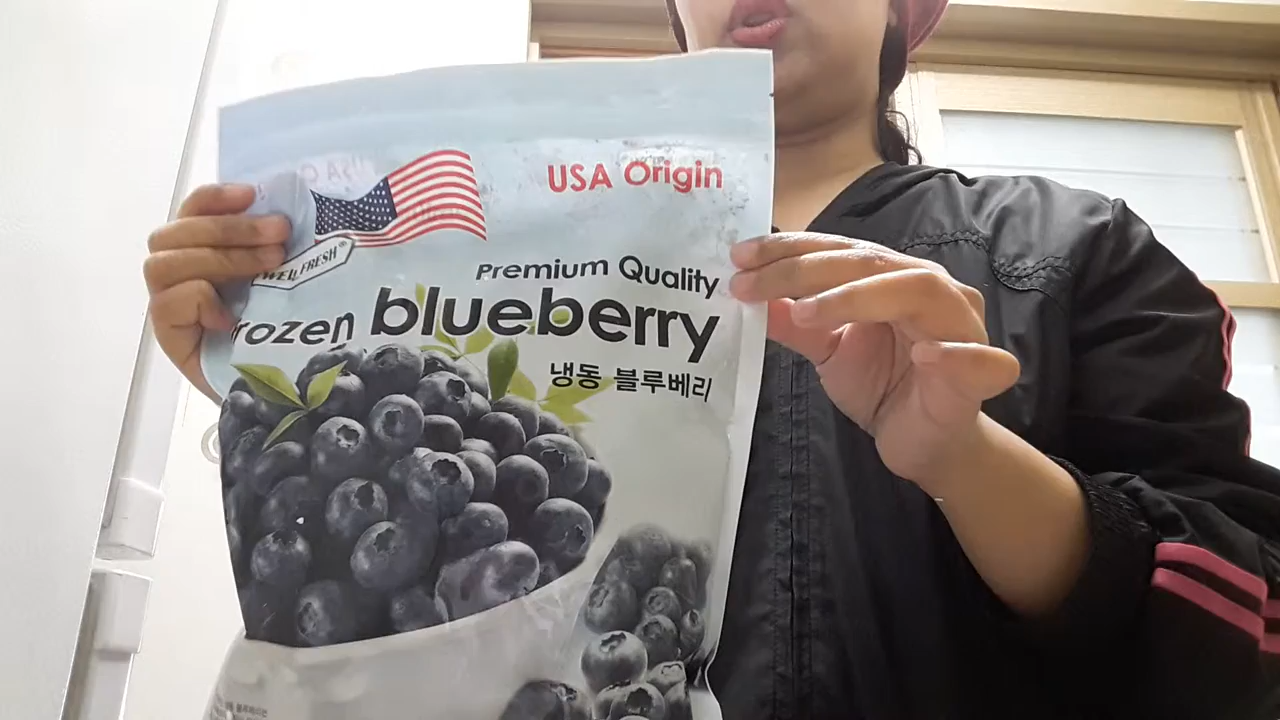 USA Origin
WELL FRESH®
Premium Quality
rozen blueberry
냉동 블루베리